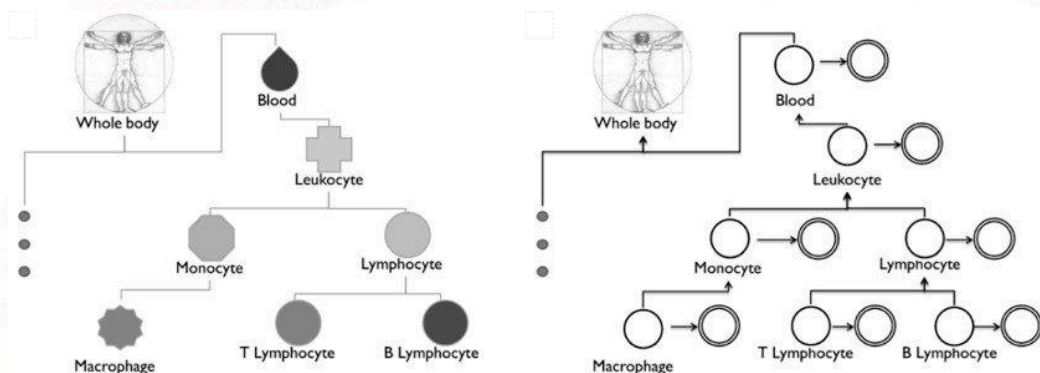 Blood
Whole body
Leukocyte
Monocyte
Lymphocyte
Macrophage
T Lymphocyte
B Lymphocyte
Blood
Whole body
Leukocyte
Monocyte
Lymphocyte
Macrophage
T Lymphocyte
B Lymphocyte